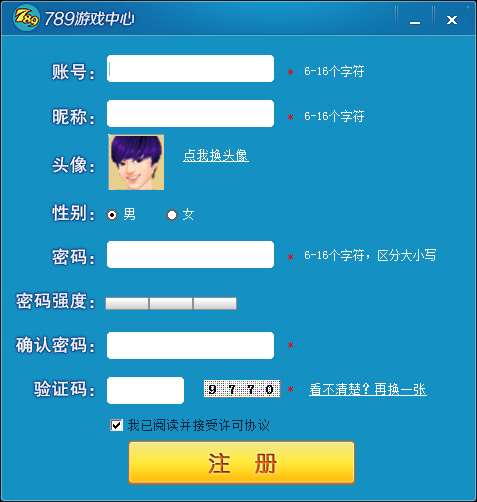 789 789游戏中心
账号： * 6-16个字符
昵称： * 6-16个字符
头像： 点我换头像
性别： 男 女
密码： * 6-16个字符，区分大小写
密码强度：
确认密码： *
验证码： 9770 * 看不清楚？再换一张
我已阅读并接受许可协议
注 册